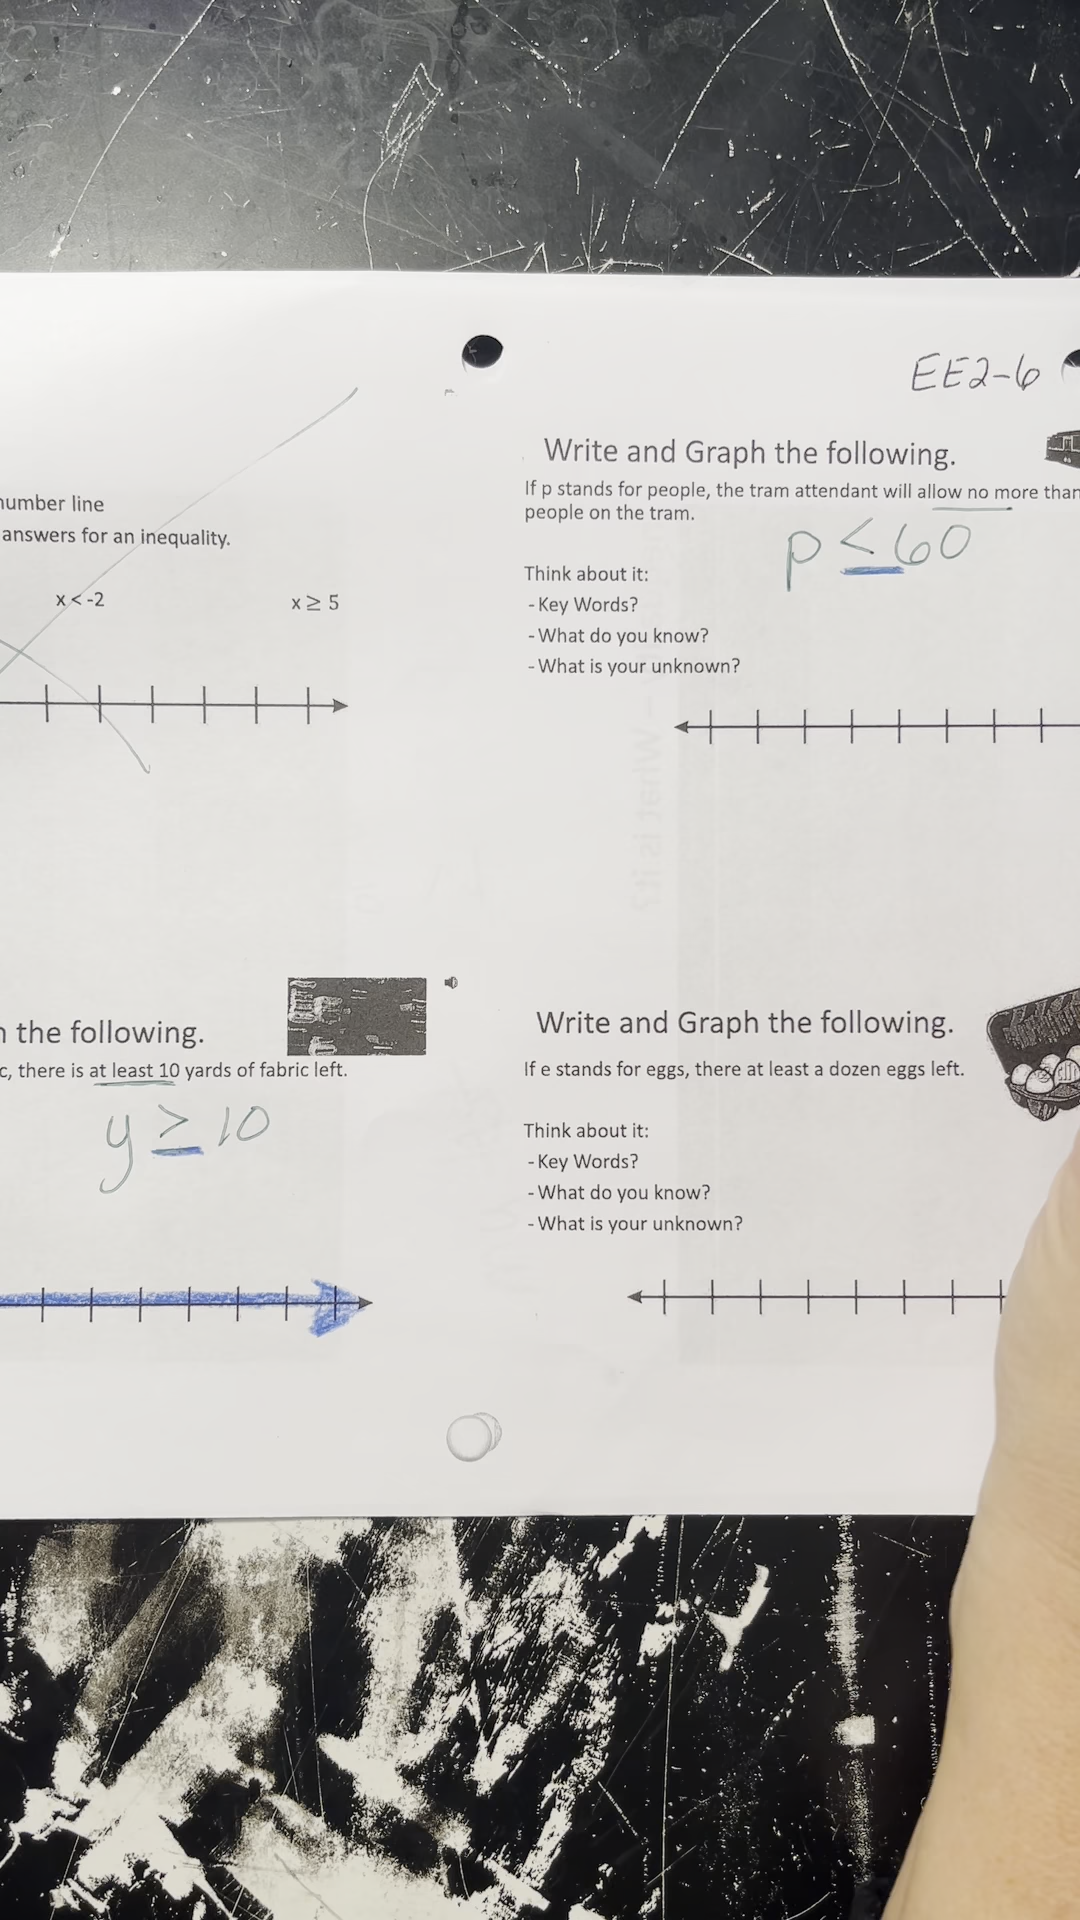 EE2-6
number line
answers for an inequality.
x < -2
x ≥ 5
Write and Graph the following.
If p stands for people, the tram attendant will allow no more than
people on the tram.
p ≤ 60
Think about it:
- Key Words?
- What do you know?
- What is your unknown?
the following.
c, there is at least 10 yards of fabric left.
y ≥ 10
Write and Graph the following.
If e stands for eggs, there at least a dozen eggs left.
Think about it:
- Key Words?
- What do you know?
- What is your unknown?